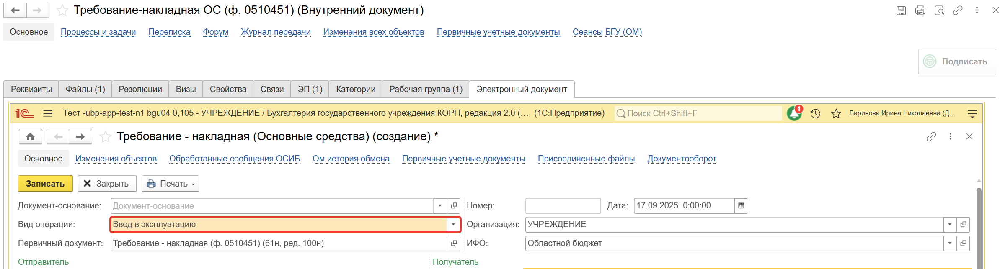 Требование-накладная ОС (ф. 0510451) (Внутренний документ)
Основное Процессы и задачи Переписка Форум Журнал передачи Изменения всех объектов Первичные учетные документы Сеансы БГУ (ОМ)
Подписать
Реквизиты Файлы (1) Резолюции Визы Свойства Связи ЭП (1) Категории Рабочая группа (1) Электронный документ
1С Тест -ubp-app-test-n1 bgu04 0,105 - УЧРЕЖДЕНИЕ / Бухгалтерия государственного учреждения КОРП, редакция 2.0 (... (1С:Предприятие) Поиск Ctrl+Shift+F 1 Баринова Ирина Николаевна (Д...
Требование - накладная (Основные средства) (создание) *
Основное Изменения объектов Обработанные сообщения ОСИБ Ом история обмена Первичные учетные документы Присоединенные файлы Документооборот
Записать Закрыть Печать
Документ-основание: Документ-основание Номер: Дата: 17.09.2025 0:00:00
Вид операции: Ввод в эксплуатацию Организация: УЧРЕЖДЕНИЕ
Первичный документ: Требование - накладная (ф. 0510451) (61н, ред. 100н) ИФО: Областной бюджет
Отправитель Получатель